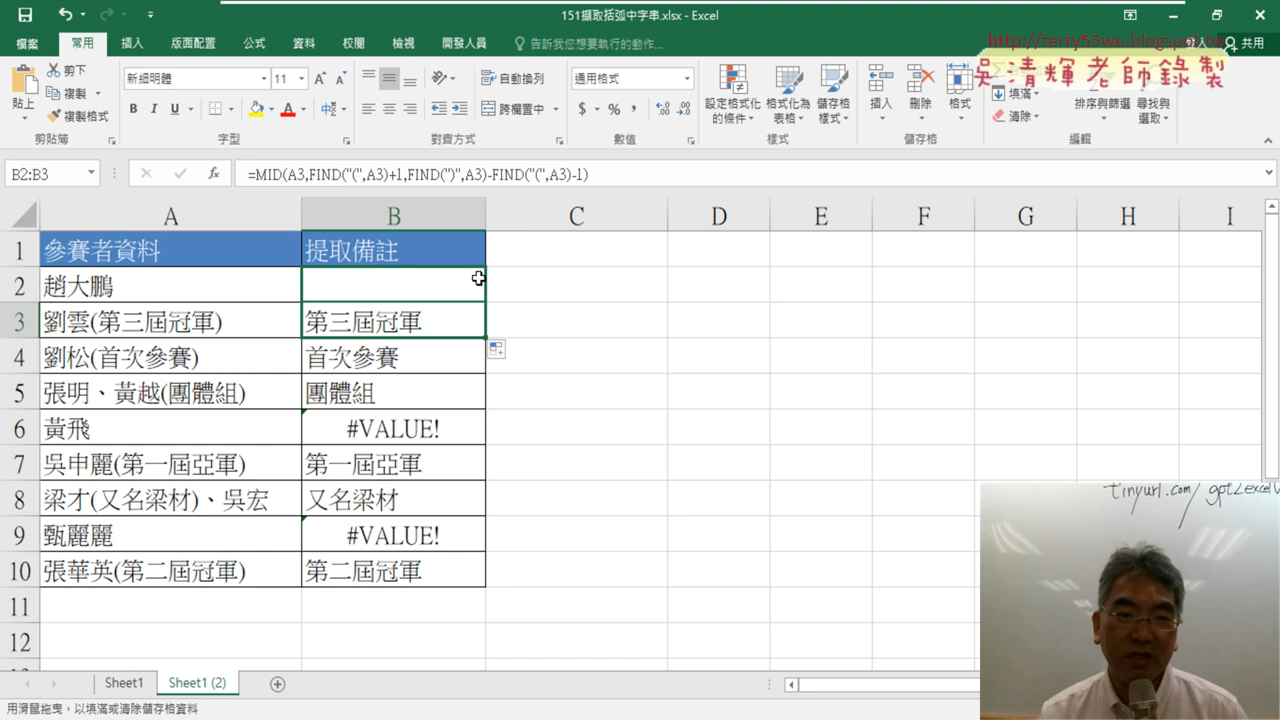 151擷取括弧中字串.xlsx - Excel
http://terry55wu.blogspot.tw
吳清輝老師錄製
檔案 常用 插入 版面配置 公式 資料 校閱 檢視 開發人員 告訴我您想要執行的動作... 登入 共用
貼上 剪下 複製 複製格式
新細明體 11
B I U
自動換列
跨欄置中
通用格式
$ % ,
設定格式化的條件 格式化為表格 儲存格樣式
插入 刪除 格式
填滿
清除
排序與篩選 尋找與選取
剪貼簿 字型 對齊方式 數值 樣式 儲存格 編輯
B2:B3 fx =MID(A3,FIND("(",A3)+1,FIND(")",A3)-FIND("(",A3)-1)
A B C D E F G H I
1 參賽者資料 提取備註
2 趙大鵬
3 劉雲(第三屆冠軍) 第三屆冠軍
4 劉松(首次參賽) 首次參賽
5 張明、黃越(團體組) 團體組
6 黃飛 #VALUE!
7 吳申麗(第一屆亞軍) 第一屆亞軍
8 梁才(又名梁材)、吳宏 又名梁材
9 甄麗麗 #VALUE!
10 張華英(第二屆冠軍) 第二屆冠軍
11
12
tinyurl.com/gptzexcelV
Sheet1 Sheet1 (2)
用滑鼠拖曳，以填滿或清除儲存格資料